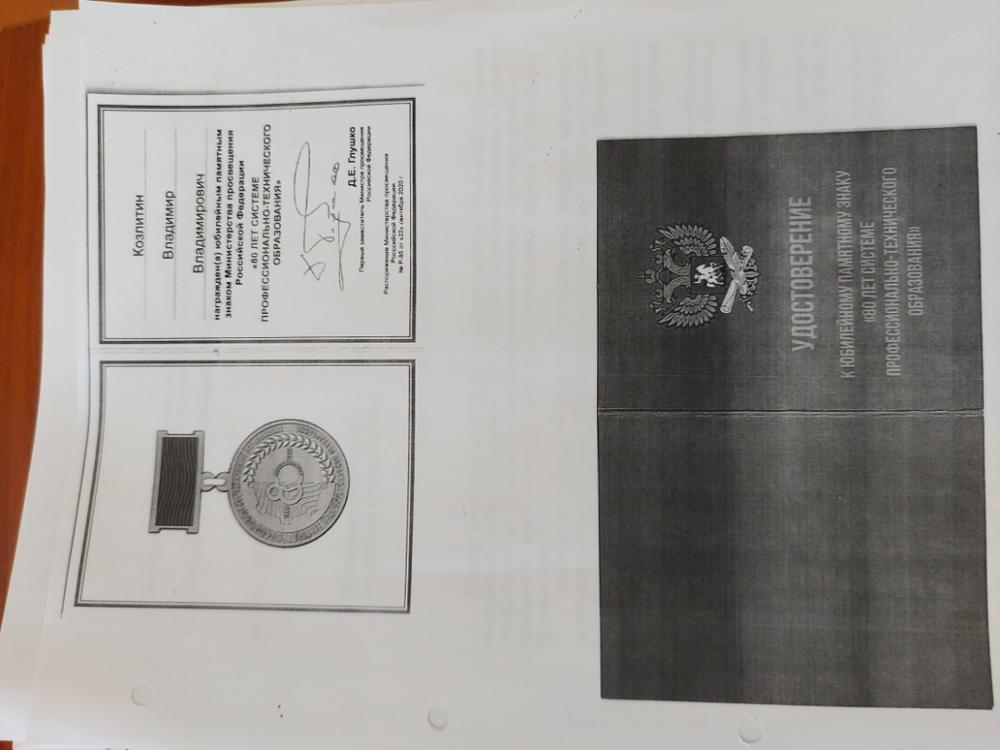 Козлитин
Владимир
Владимирович
награжден(а) юбилейным памятным
знаком Министерства просвещения
Российской Федерации
«80 ЛЕТ СИСТЕМЕ
ПРОФЕССИОНАЛЬНО-ТЕХНИЧЕСКОГО
ОБРАЗОВАНИЯ»
Д.Е. Глушко
Первый заместитель Министра просвещения
Российской Федерации
Распоряжение Министерства просвещения
Российской Федерации
№ Р-95 от «22» сентября 2020 г.
УДОСТОВЕРЕНИЕ
К ЮБИЛЕЙНОМУ ПАМЯТНОМУ ЗНАКУ
«80 ЛЕТ СИСТЕМЕ
ПРОФЕССИОНАЛЬНО-ТЕХНИЧЕСКОГО
ОБРАЗОВАНИЯ»